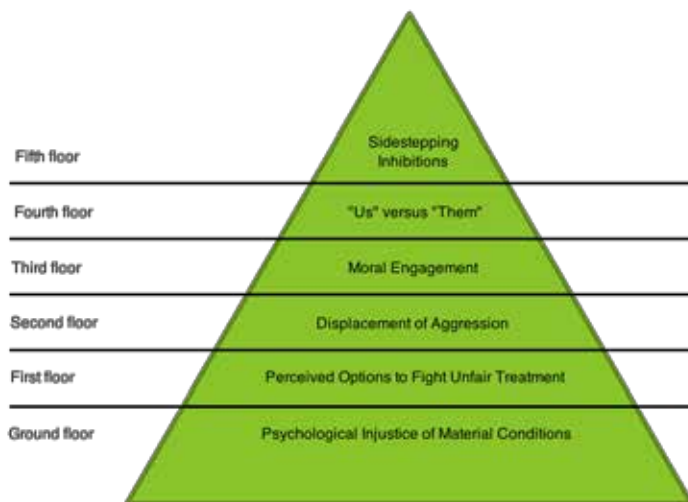 Fifth floor
Sidestepping
Inhibitions
Fourth floor
"Us" versus "Them"
Third floor
Moral Engagement
Second floor
Displacement of Aggression
First floor
Perceived Options to Fight Unfair Treatment
Ground floor
Psychological Injustice of Material Conditions